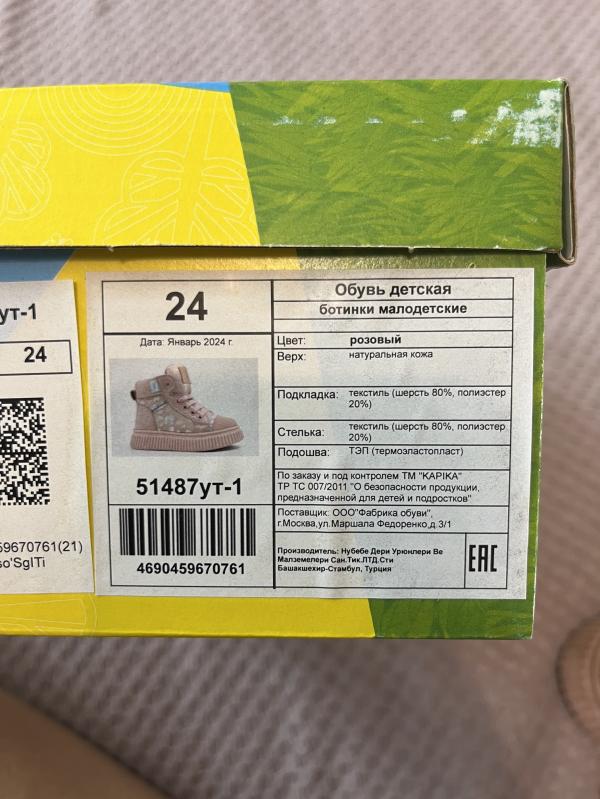 ут-1
24
59670761(21)
so'SgITi
24
Дата: Январь 2024 г.
51487ут-1
4690459670761
Обувь детская
ботинки малодетские
Цвет: розовый
Верх: натуральная кожа
Подкладка: текстиль (шерсть 80%, полиэстер
20%)
Стелька: текстиль (шерсть 80%, полиэстер
20%)
Подошва: ТЭП (термоэластопласт)
По заказу и под контролем ТМ "KAPIKA"
ТР ТС 007/2011 "О безопасности продукции,
предназначенной для детей и подростков"
Поставщик: ООО"Фабрика обуви",
г.Москва,ул.Маршала Федоренко,д.3/1
Производитель: Нубебе Дери Урюнлери Ве
Малземелери Сан.Тик.ЛТД.Сти
Башакшехир-Стамбул, Турция
EAC